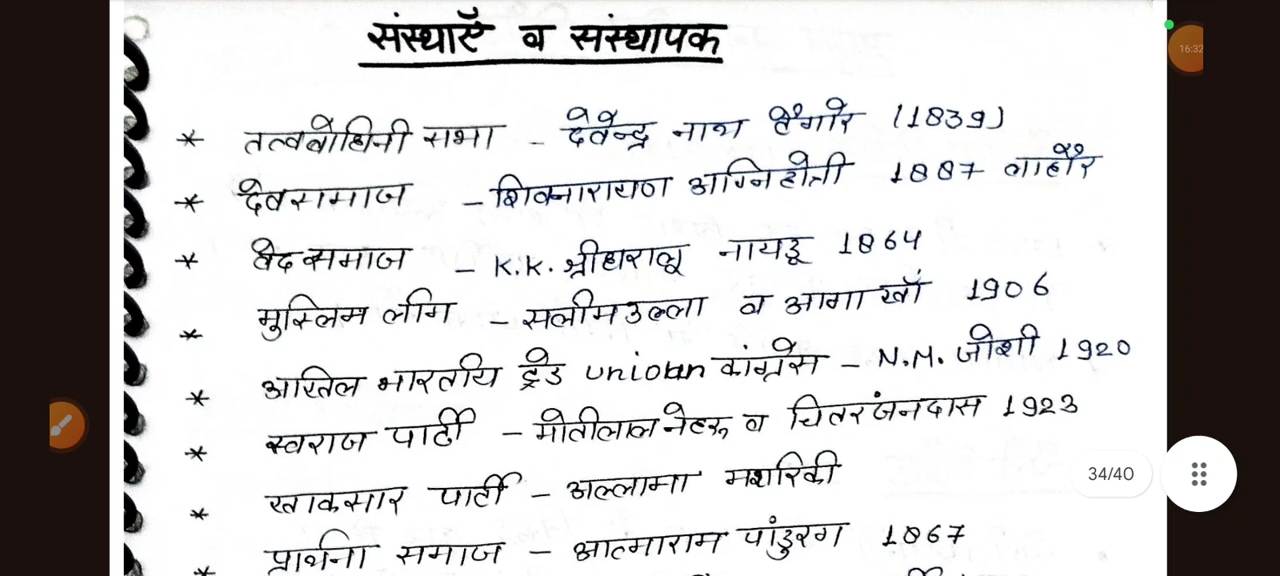 संस्थाएँ व संस्थापक
16:32
* तत्वबोधिनी सभा - देवेन्द्र नाथ टैगोर (1839)
* देवसमाज - शिवनारायण अग्निहोत्री 1887 लाहौर
* वेद समाज - K.K. श्रीधरालू नायडू 1864
* मुस्लिम लीग - सलीमउल्ला व आगा खाँ 1906
* अखिल भारतीय ट्रेड union कांग्रेस - N.M. जोशी 1920
* स्वराज पार्टी - मोतीलाल नेहरू व चितरंजनदास 1923
* खाकसार पार्टी - अल्लामा मशरिकी
34/40
* प्रार्थना समाज - आत्माराम पांडुरंग 1867